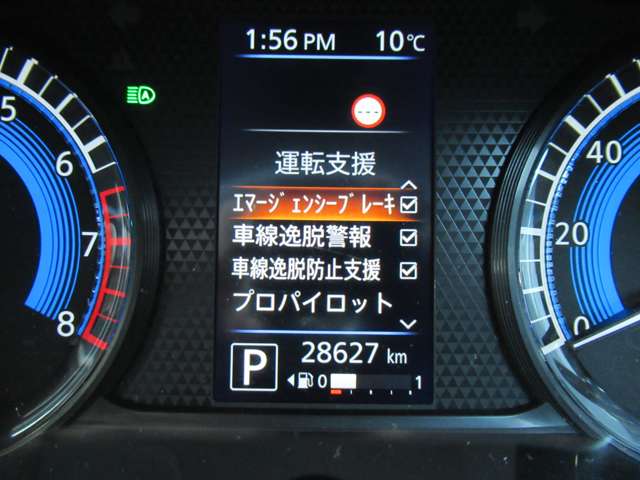 1:56 PM 10℃
---
運転支援
ｴﾏｰｼﾞｪﾝｼｰﾌﾞﾚｰｷ
車線逸脱警報
車線逸脱防止支援
プロパイロット
P 28627 km
0 1
5
6
7
8
40
20
0
A